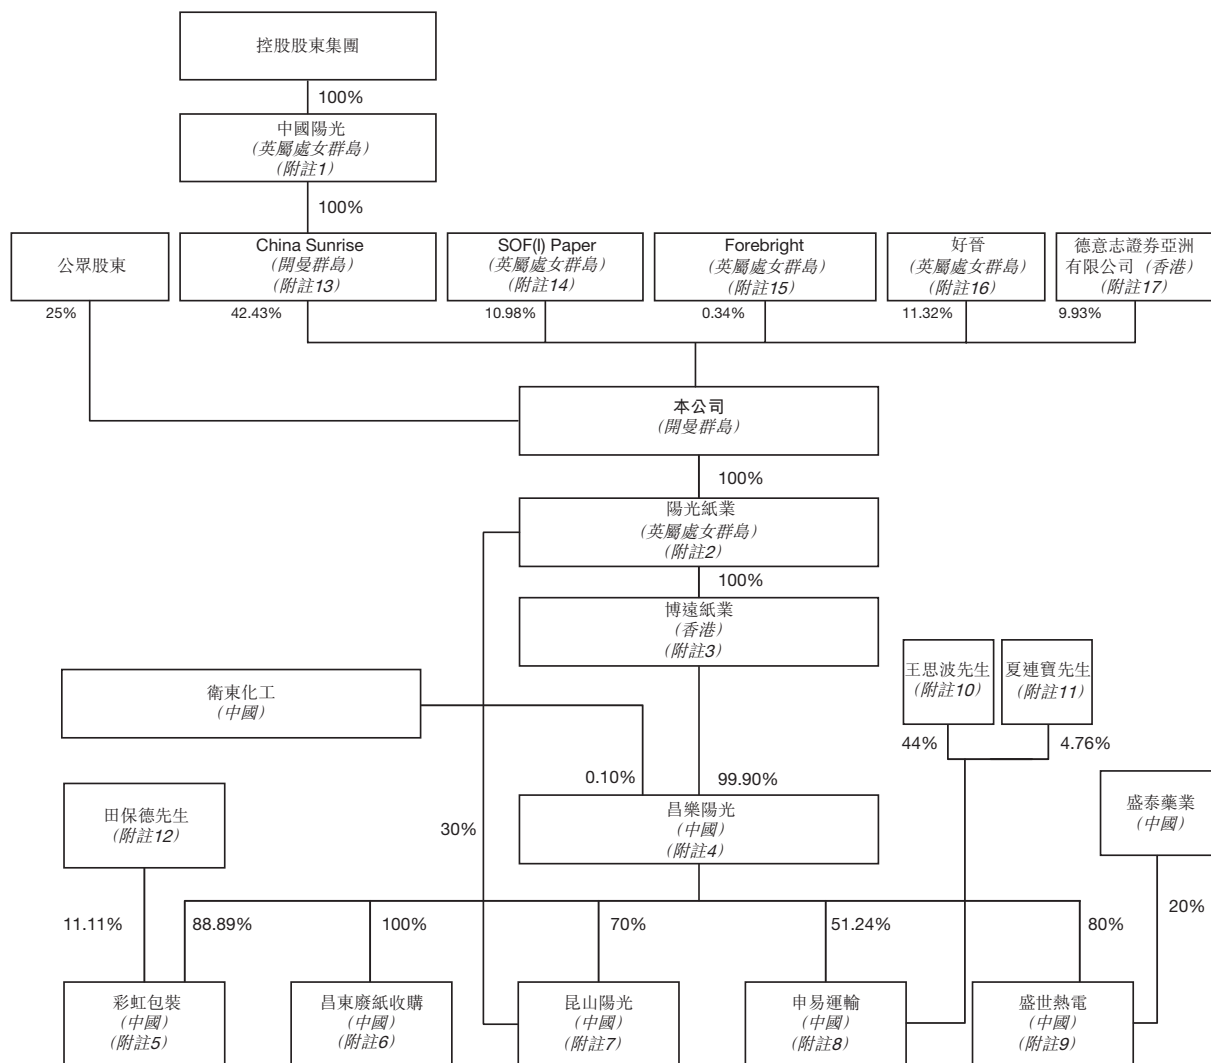 控股股東集團
100%
中國陽光
(英屬處女群島)
(附註1)
100%
公眾股東
China Sunrise
(開曼群島)
(附註13)
SOF(I) Paper
(英屬處女群島)
(附註14)
Forebright
(英屬處女群島)
(附註15)
好晉
(英屬處女群島)
(附註16)
德意志證券亞洲
有限公司(香港)
(附註17)
25%
42.43%
10.98%
0.34%
11.32%
9.93%
本公司
(開曼群島)
100%
陽光紙業
(英屬處女群島)
(附註2)
100%
博遠紙業
(香港)
(附註3)
王思波先生
(附註10)
夏連寶先生
(附註11)
衛東化工
(中國)
44%
4.76%
0.10%
99.90%
田保德先生
(附註12)
30%
昌樂陽光
(中國)
(附註4)
盛泰藥業
(中國)
11.11%
88.89%
100%
70%
51.24%
80%
20%
彩虹包裝
(中國)
(附註5)
昌東廢紙收購
(中國)
(附註6)
昆山陽光
(中國)
(附註7)
申易運輸
(中國)
(附註8)
盛世熱電
(中國)
(附註9)